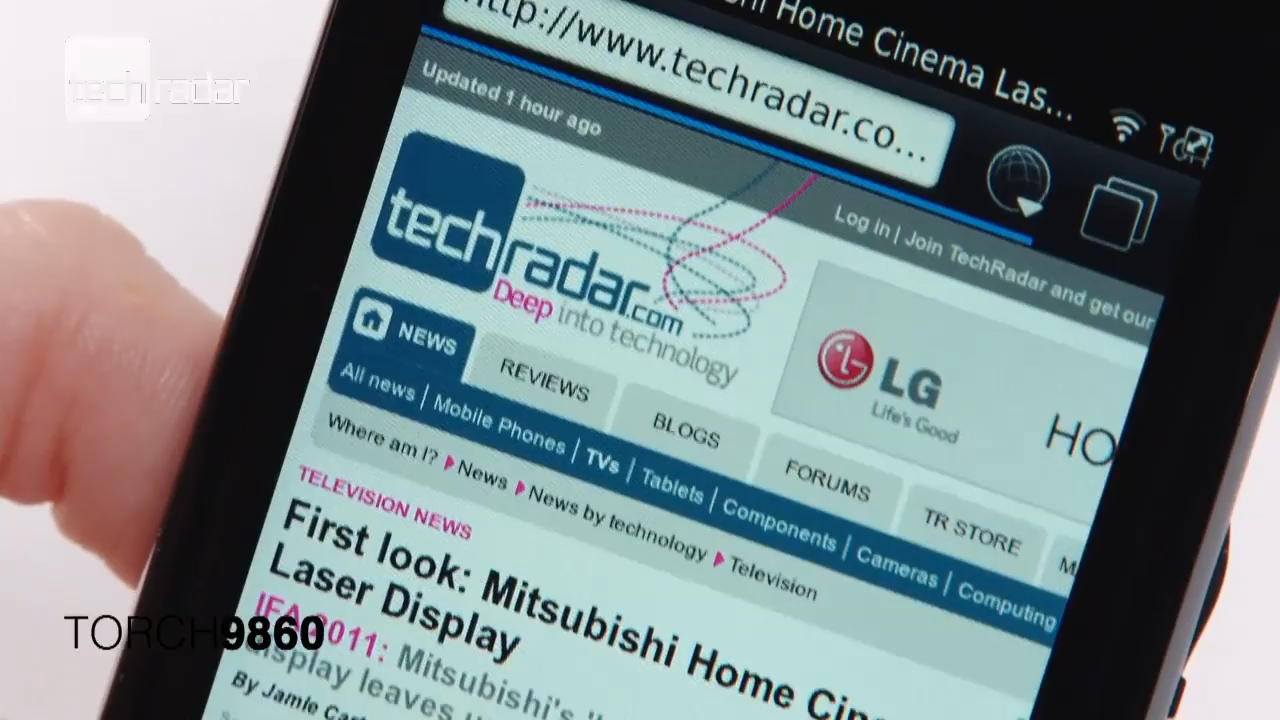 Home Cinema Las...
http://www.techradar.co...
techradar
Updated 1 hour ago
Log in | Join TechRadar and get our
techradar.com
Deep into technology
LG
Life's Good
HO
NEWS
REVIEWS
BLOGS
FORUMS
TR STORE
All news | Mobile Phones | TVs | Tablets | Components | Cameras | Computing
Where am I? News News by technology Television
TELEVISION NEWS
First look: Mitsubishi Home Cin
Laser Display
IFA 2011: Mitsubishi's
display leaves
By Jamie
TORCH9860